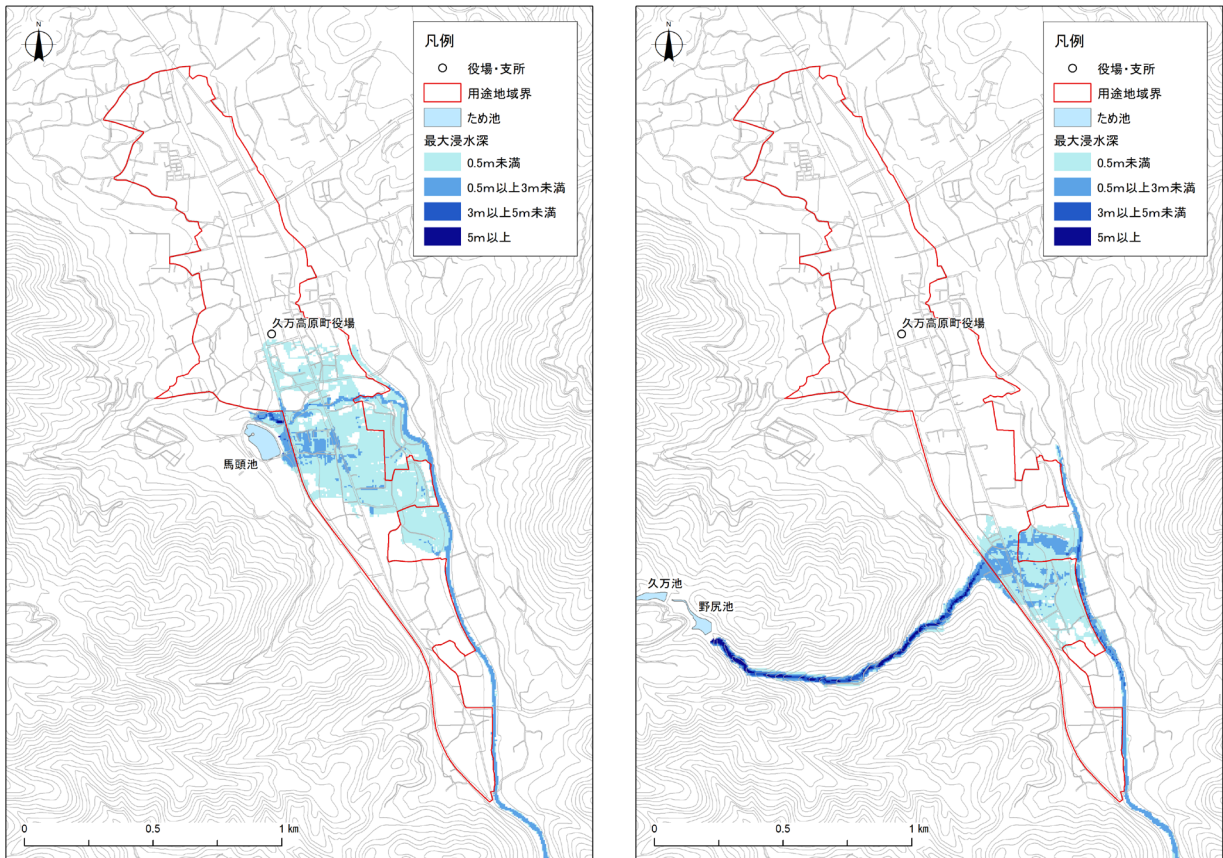 N
凡例
役場・支所
用途地域界
ため池
最大浸水深
0.5m未満
0.5m以上3m未満
3m以上5m未満
5m以上
久万高原町役場
馬頭池
0
0.5
1 km
N
凡例
役場・支所
用途地域界
ため池
最大浸水深
0.5m未満
0.5m以上3m未満
3m以上5m未満
5m以上
久万高原町役場
久万池
野尻池
0
0.5
1 km